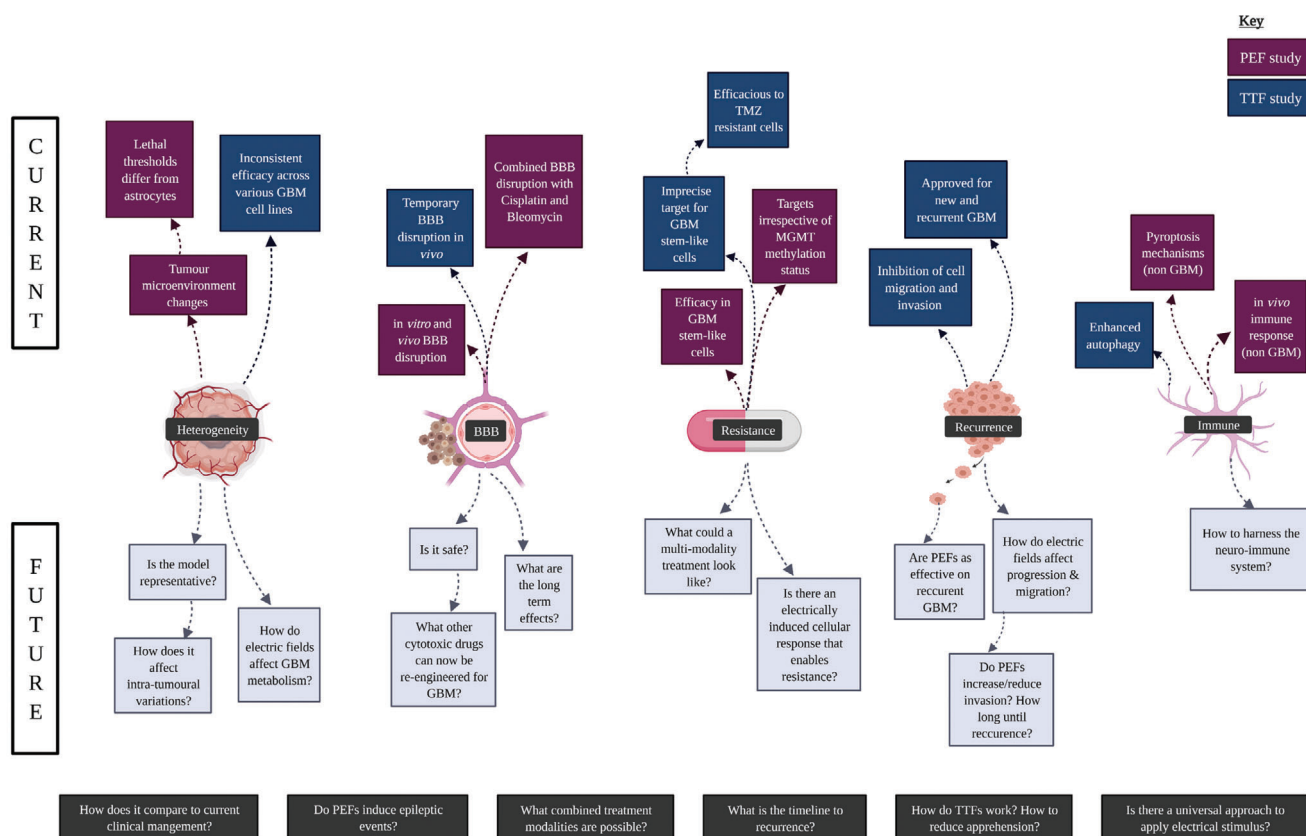 Key
PEF study
TTF study
CURRENT
Lethal
thresholds
differ from
astrocytes
Inconsistent
efficacy across
various GBM
cell lines
Tumour
microenvironment
changes
Heterogeneity
Temporary
BBB
disruption in
vivo
Combined BBB
disruption with
Cisplatin and
Bleomycin
in vitro and
vivo BBB
disruption
BBB
Efficacious to
TMZ
resistant cells
Imprecise
target for
GBM
stem-like
cells
Targets
irrespective of
MGMT
methylation
status
Efficacy in
GBM
stem-like
cells
Resistance
Approved for
new and
recurrent GBM
Inhibition of cell
migration and
invasion
Recurrence
Pyroptosis
mechanisms
(non GBM)
Enhanced
autophagy
in vivo
immune
response
(non GBM)
Immune
FUTURE
Is the model
representative?
How does it
affect
intra-tumoural
variations?
How do
electric fields
affect GBM
metabolism?
Is it safe?
What are
the long
term
effects?
What other
cytotoxic drugs
can now be
re-engineered for
GBM?
What could a
multi-modality
treatment look
like?
Is there an
electrically
induced cellular
response that
enables
resistance?
Are PEFs as
effective on
reccurent
GBM?
How do electric
fields affect
progression &
migration?
Do PEFs
increase/reduce
invasion? How
long until
reccurence?
How to harness the
neuro-immune
system?
How does it compare to current
clinical mangement?
Do PEFs induce epileptic
events?
What combined treatment
modalities are possible?
What is the timeline to
recurrence?
How do TTFs work? How to
reduce apprehension?
Is there a universal approach to
apply electrical stimulus?